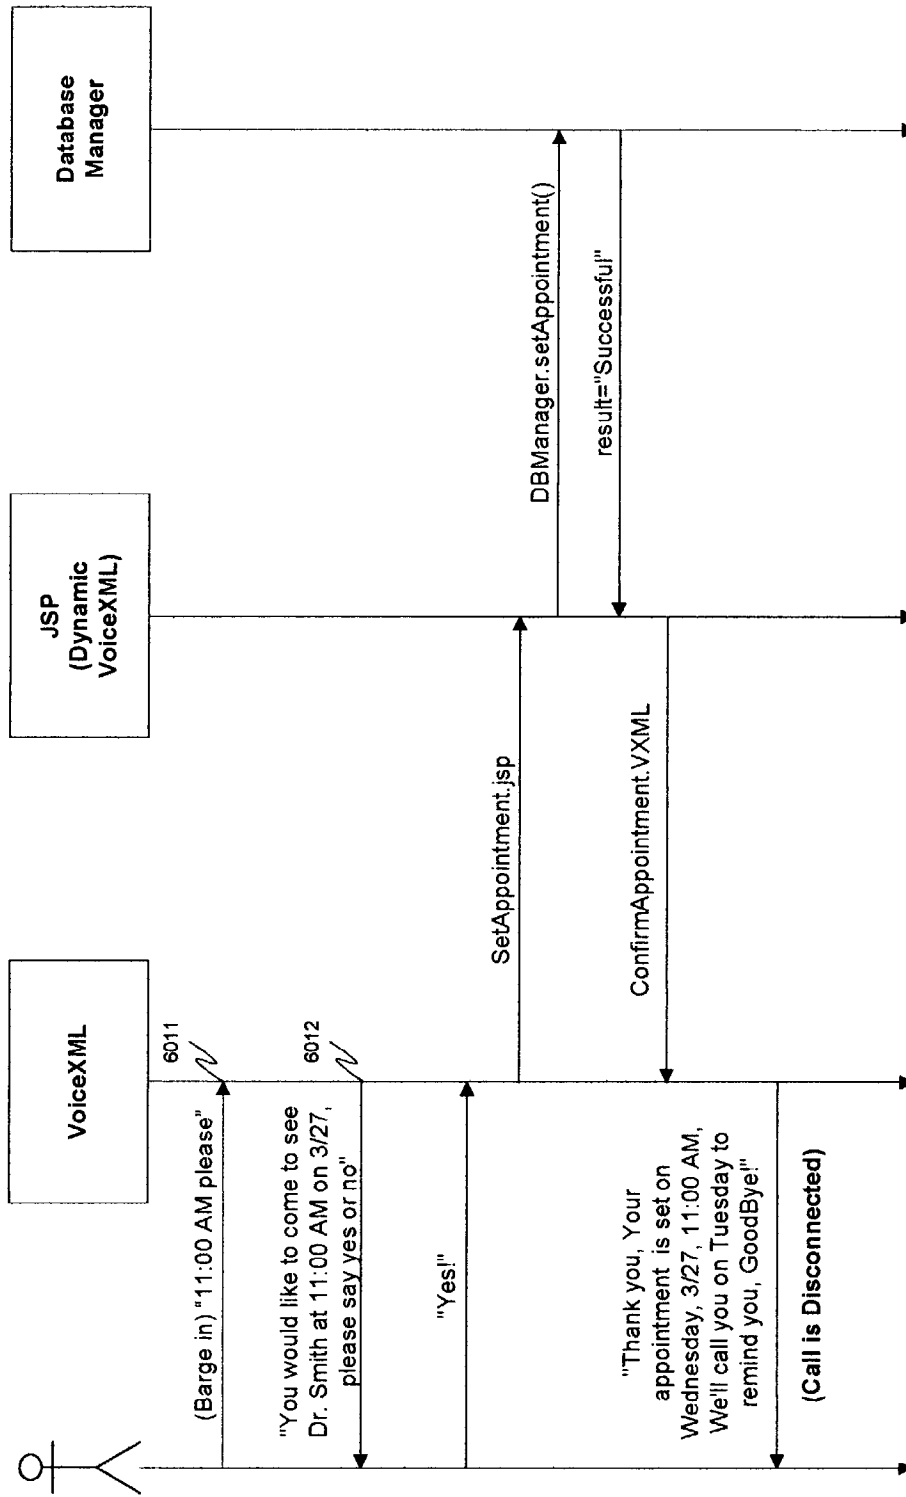 VoiceXML
JSP
(Dynamic
VoiceXML)
Database
Manager
6011
(Barge in) “11:00 AM please"
6012
"You would like to come to see
Dr. Smith at 11:00 AM on 3/27,
please say yes or no"
"Yes!"
SetAppointment.jsp
DBManager.setAppointment()
result="Successful"
ConfirmAppointment.VXML
"Thank you, Your
appointment is set on
Wednesday, 3/27, 11:00 AM,
We'll call you on Tuesday to
remind you, GoodBye!"
(Call is Disconnected)